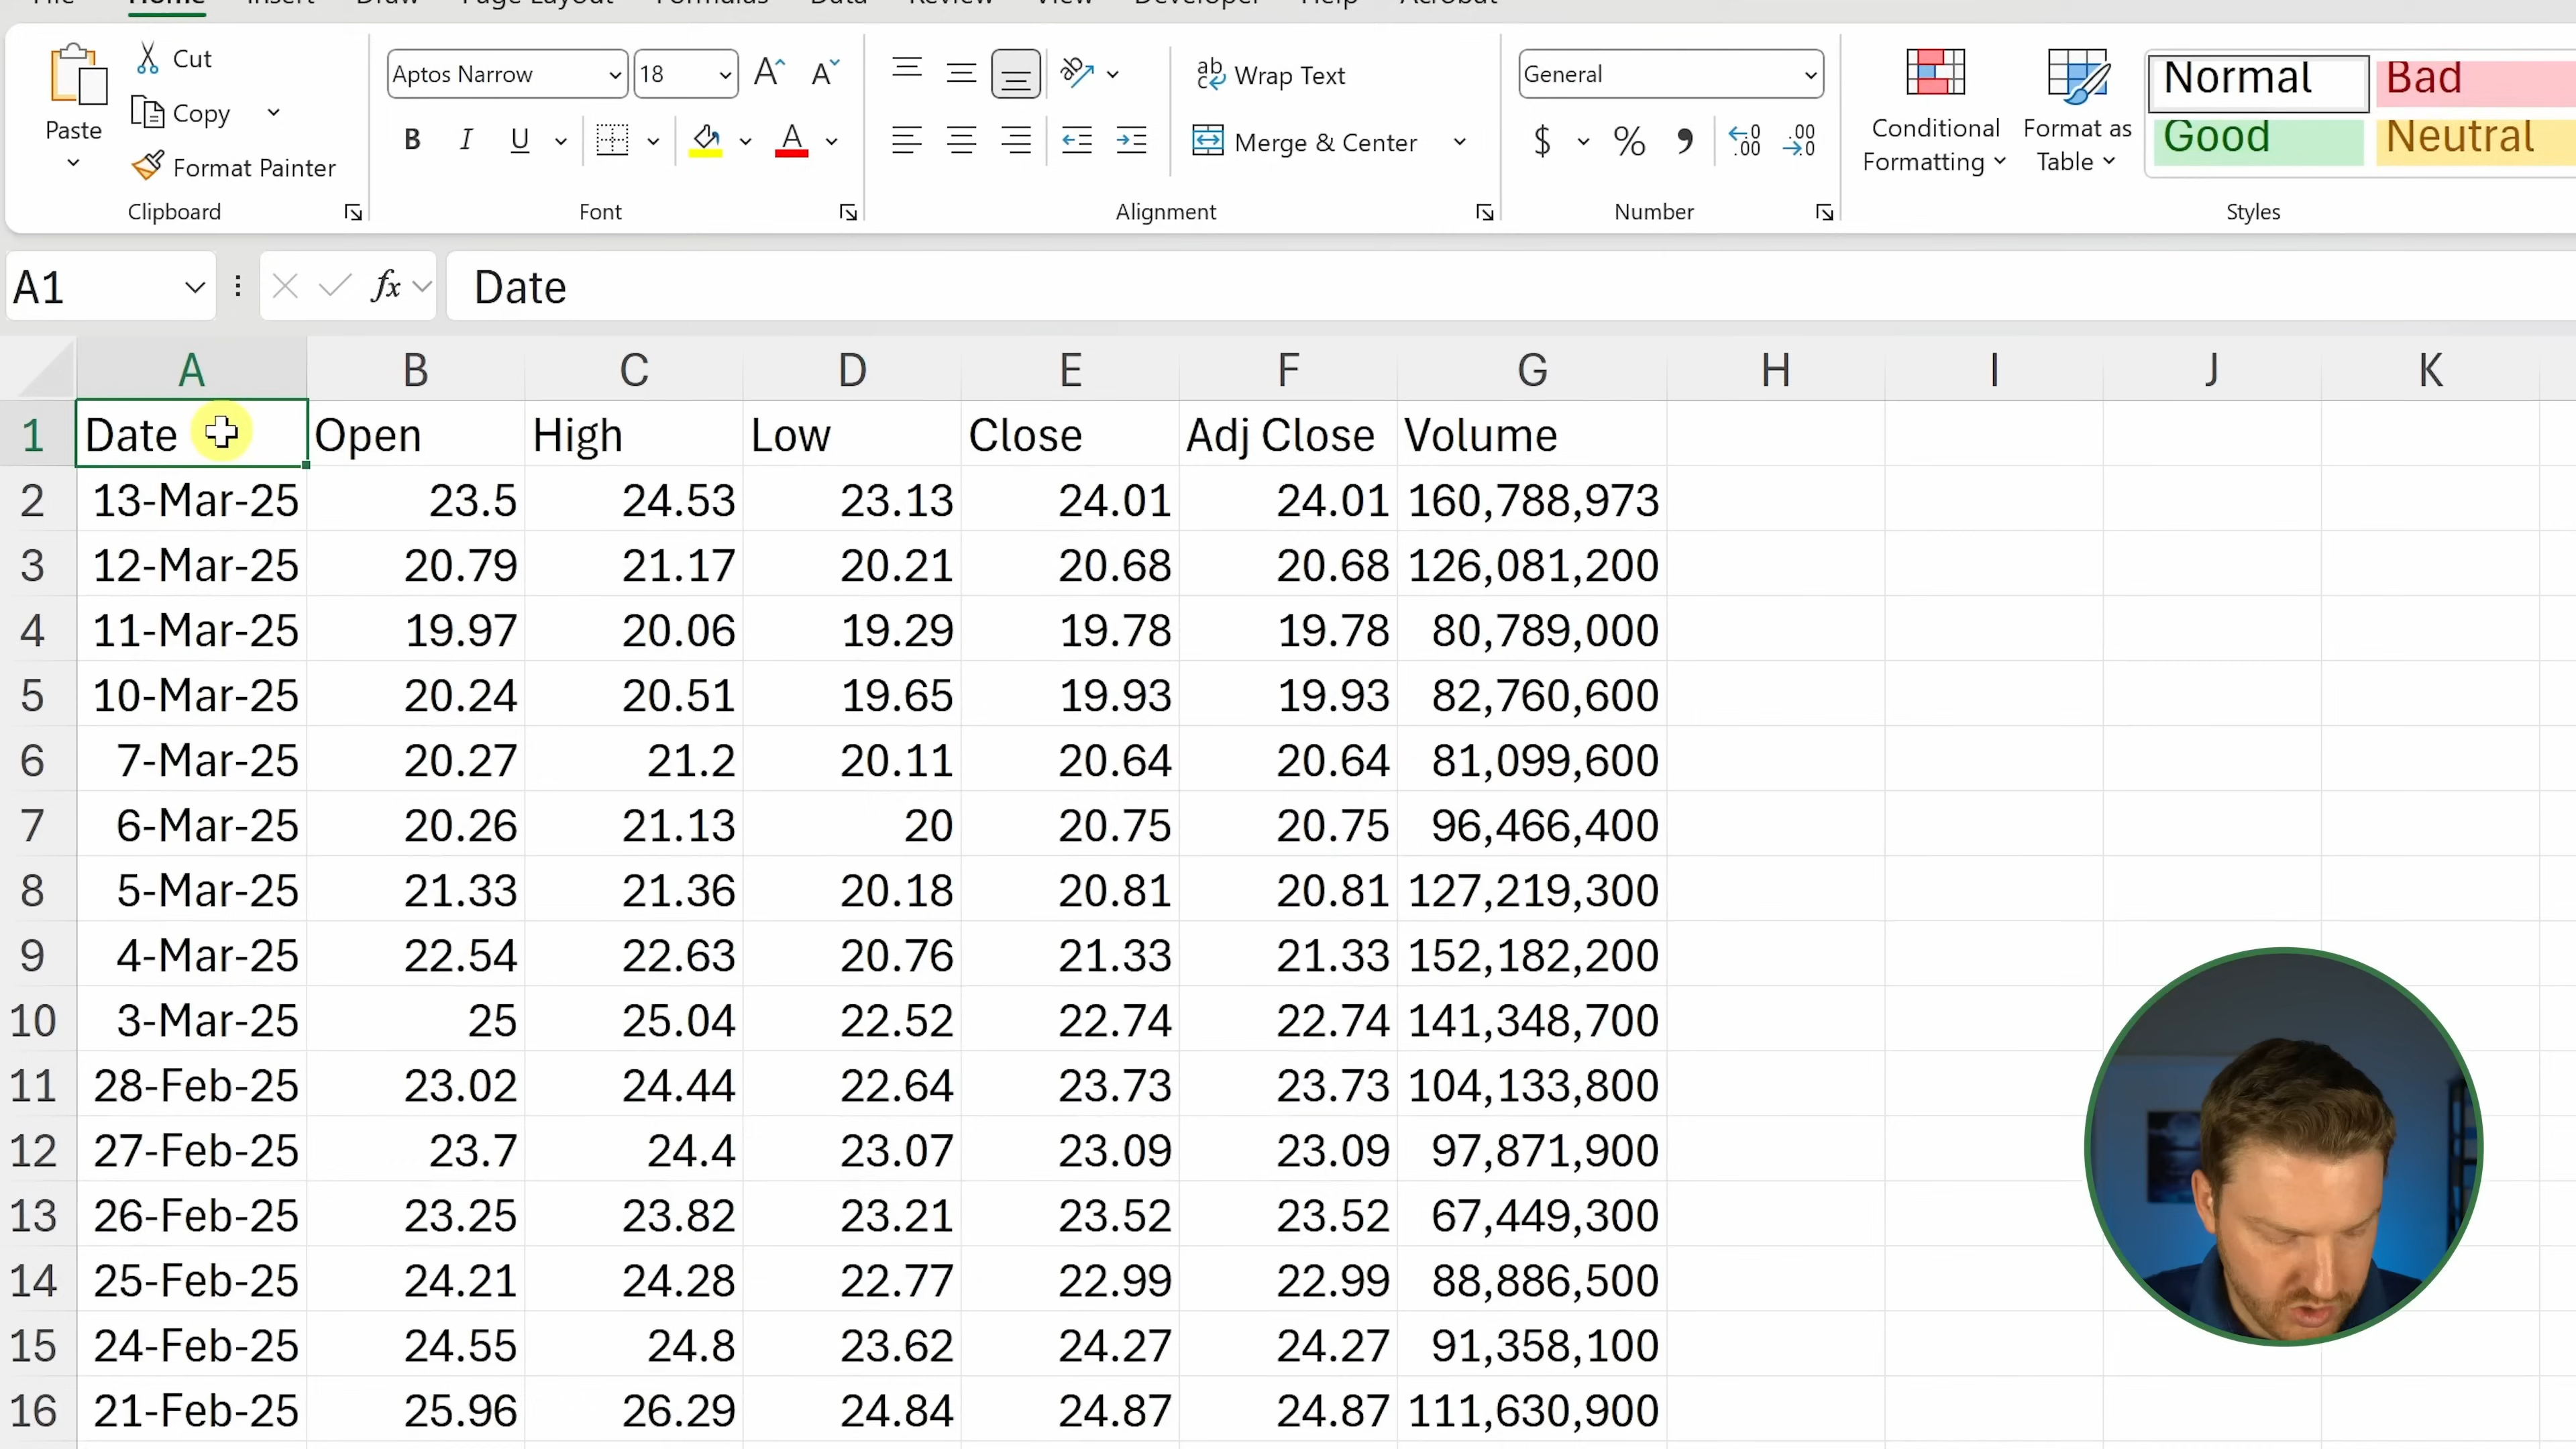 File Home Insert Draw Page Layout Formulas Data Review View Developer Help Acrobat
Paste
Cut
Copy
Format Painter
Clipboard
Aptos Narrow 18
B I U
Font
Wrap Text
Merge & Center
Alignment
General
$ % ,
Number
Conditional
Formatting
Format as
Table
Normal Bad
Good Neutral
Styles
A1 fx Date
A B C D E F G H I J K
1 Date Open High Low Close Adj Close Volume
2 13-Mar-25 23.5 24.53 23.13 24.01 24.01 160,788,973
3 12-Mar-25 20.79 21.17 20.21 20.68 20.68 126,081,200
4 11-Mar-25 19.97 20.06 19.29 19.78 19.78 80,789,000
5 10-Mar-25 20.24 20.51 19.65 19.93 19.93 82,760,600
6 7-Mar-25 20.27 21.2 20.11 20.64 20.64 81,099,600
7 6-Mar-25 20.26 21.13 20 20.75 20.75 96,466,400
8 5-Mar-25 21.33 21.36 20.18 20.81 20.81 127,219,300
9 4-Mar-25 22.54 22.63 20.76 21.33 21.33 152,182,200
10 3-Mar-25 25 25.04 22.52 22.74 22.74 141,348,700
11 28-Feb-25 23.02 24.44 22.64 23.73 23.73 104,133,800
12 27-Feb-25 23.7 24.4 23.07 23.09 23.09 97,871,900
13 26-Feb-25 23.25 23.82 23.21 23.52 23.52 67,449,300
14 25-Feb-25 24.21 24.28 22.77 22.99 22.99 88,886,500
15 24-Feb-25 24.55 24.8 23.62 24.27 24.27 91,358,100
16 21-Feb-25 25.96 26.29 24.84 24.87 24.87 111,630,900